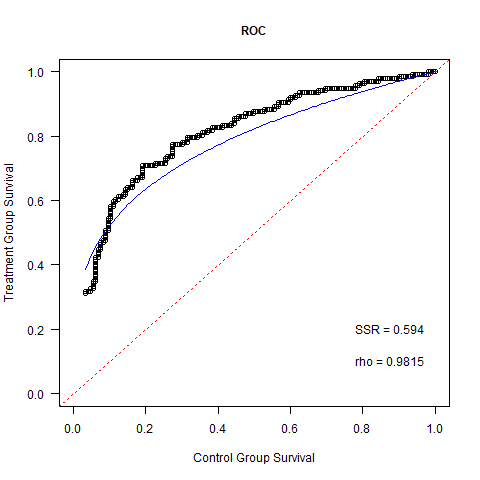 ROC
Treatment Group Survival
1.0
0.8
0.6
0.4
0.2
0.0
SSR = 0.594
rho = 0.9815
0.0 0.2 0.4 0.6 0.8 1.0
Control Group Survival